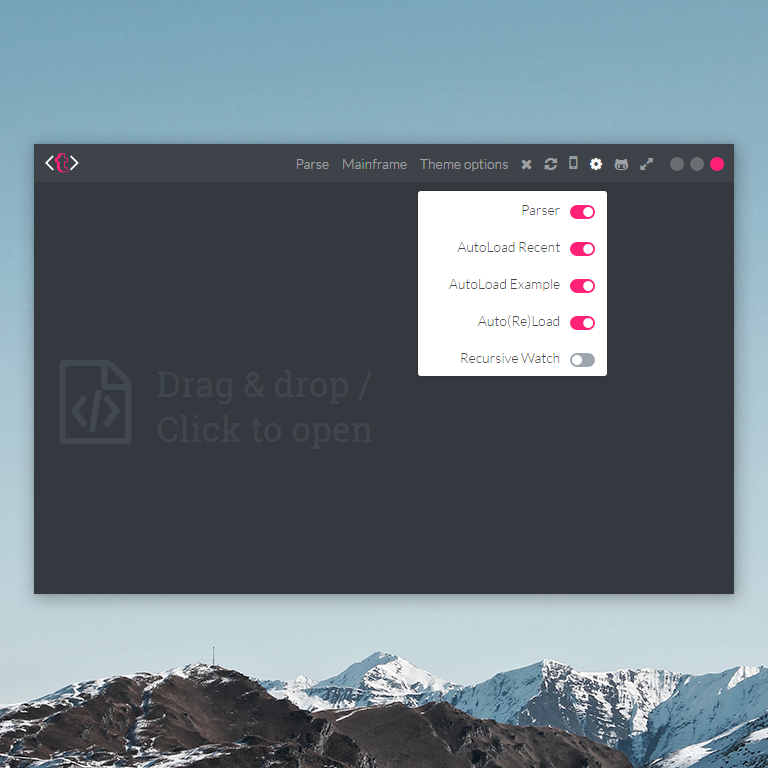 <{t}>
Parse Mainframe Theme options
Parser
AutoLoad Recent
AutoLoad Example
Auto(Re)Load
Recursive Watch
Drag & drop /
Click to open